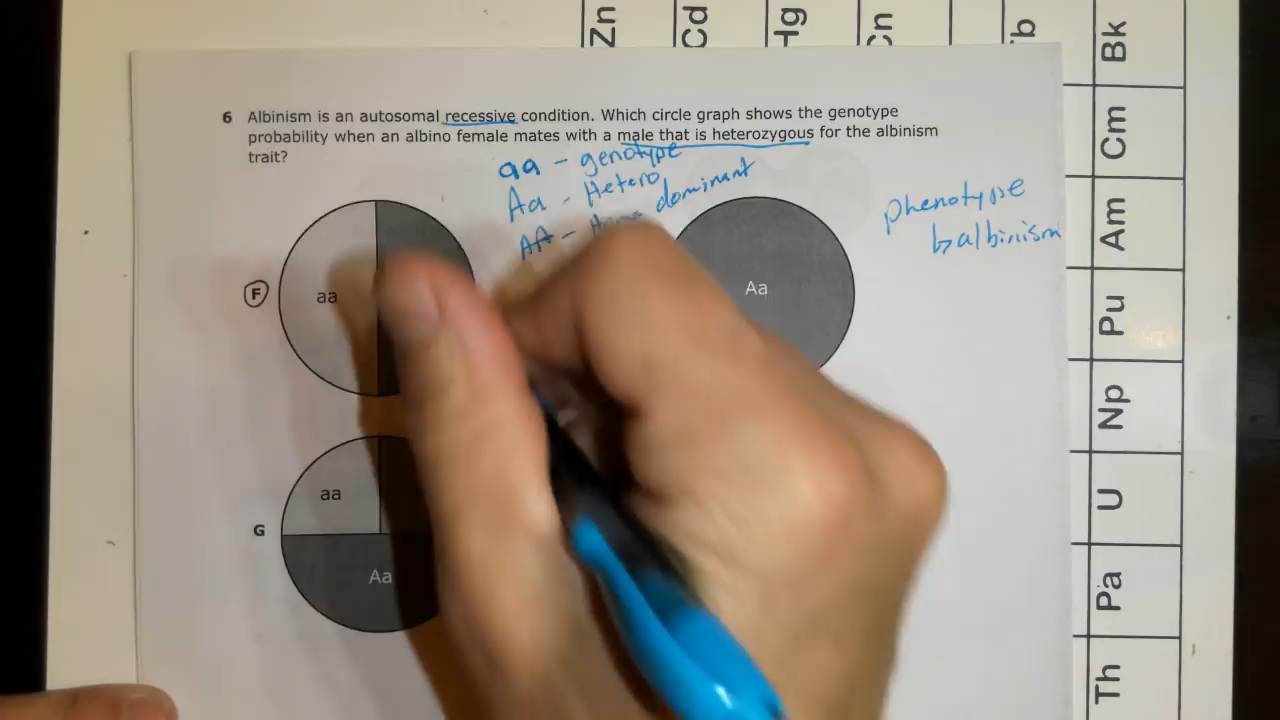 6 Albinism is an autosomal recessive condition. Which circle graph shows the genotype
probability when an albino female mates with a male that is heterozygous for the albinism
trait?
aa - genotype
Aa - Hetero
AA - Homo dominant
phenotype
↳ albinism
F
aa
Aa
G
aa
Aa
Zn
Cd
Hg
Cn
Bk
Cm
Am
Pu
Np
U
Pa
Th